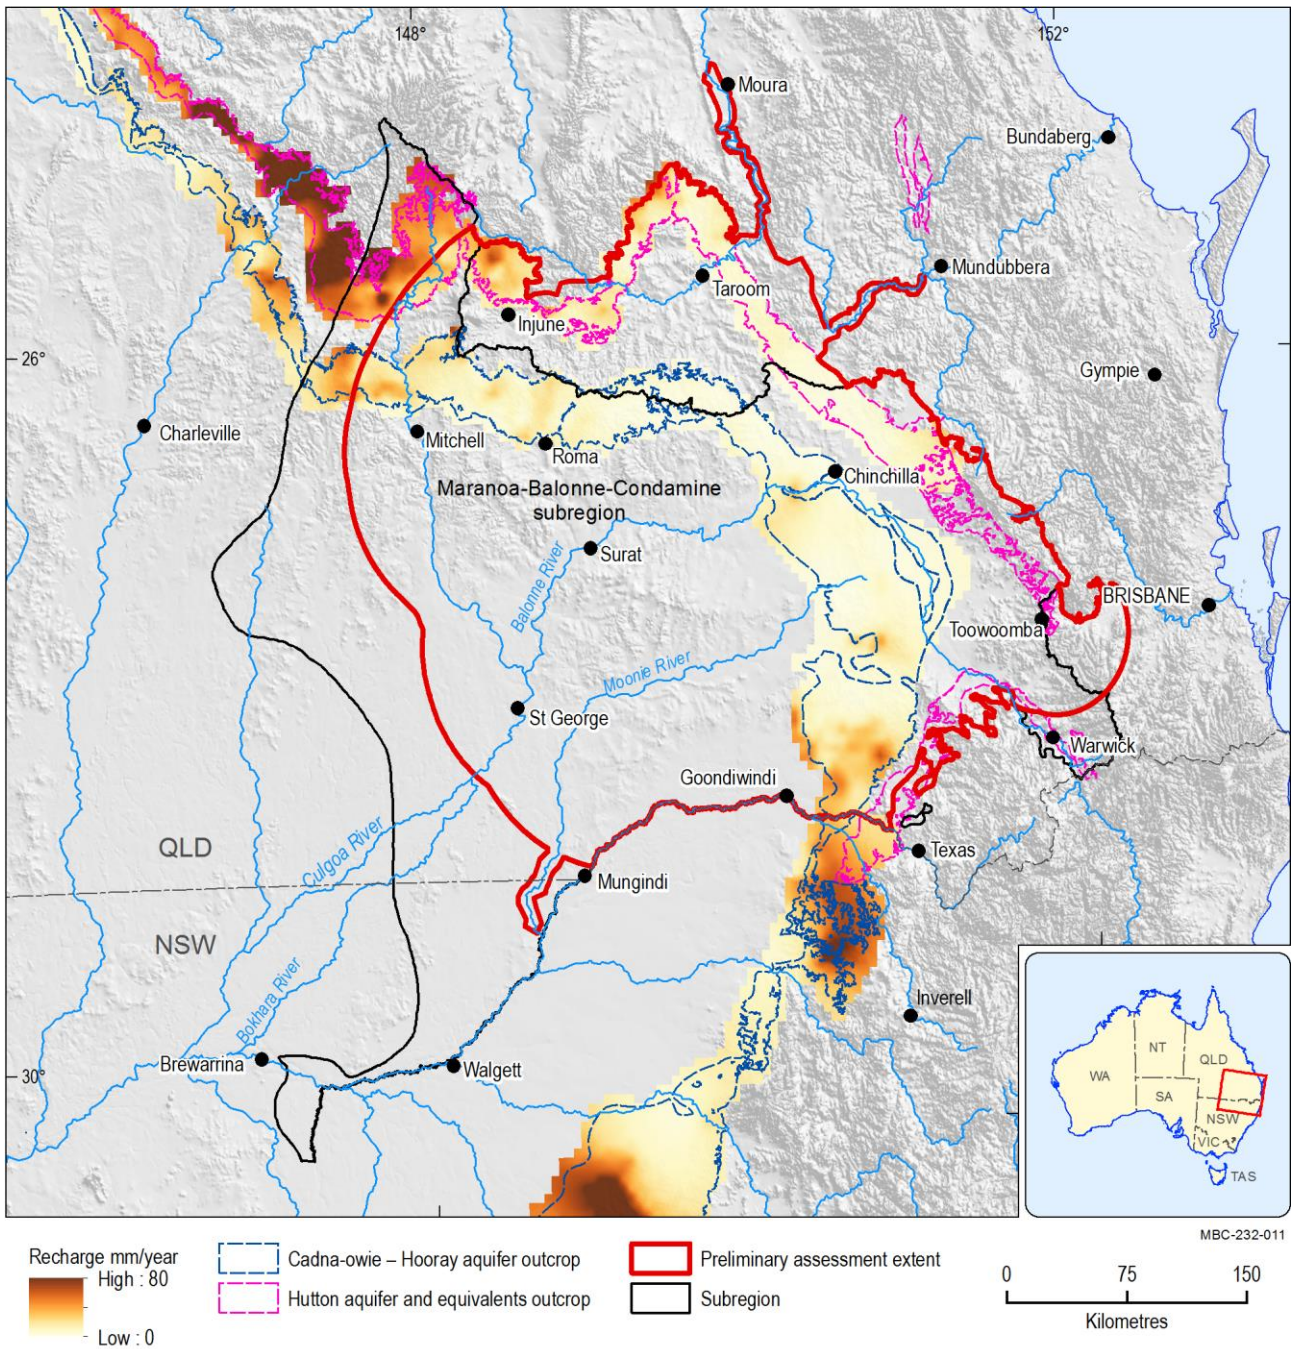 148°
152°
Moura
Bundaberg
Mundubbera
Taroom
Injune
26°
Gympie
Charleville
Mitchell
Roma
Chinchilla
Maranoa-Balonne-Condamine
subregion
Surat
Balonne River
BRISBANE
Toowoomba
Moonie River
St George
Warwick
Goondiwindi
QLD
Culgoa River
Texas
Mungindi
NSW
Bokhara River
Inverell
Brewarrina
Walgett
30°
NT
QLD
WA
SA
NSW
VIC
TAS
MBC-232-011
Recharge mm/year
High : 80
Low : 0
Cadna-owie – Hooray aquifer outcrop
Hutton aquifer and equivalents outcrop
Preliminary assessment extent
Subregion
0 75 150
Kilometres